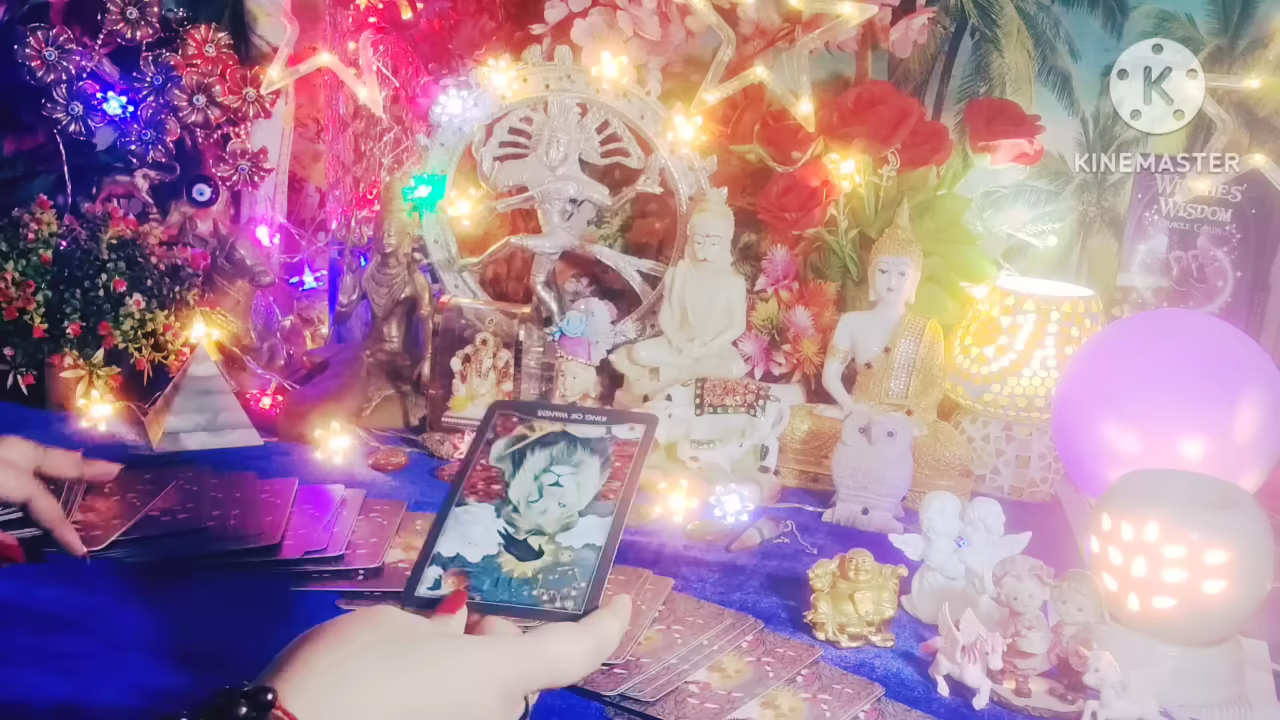 K
KINEMASTER
WITCHES'
WISDOM
ORACLE CARDS
KING OF WANDS